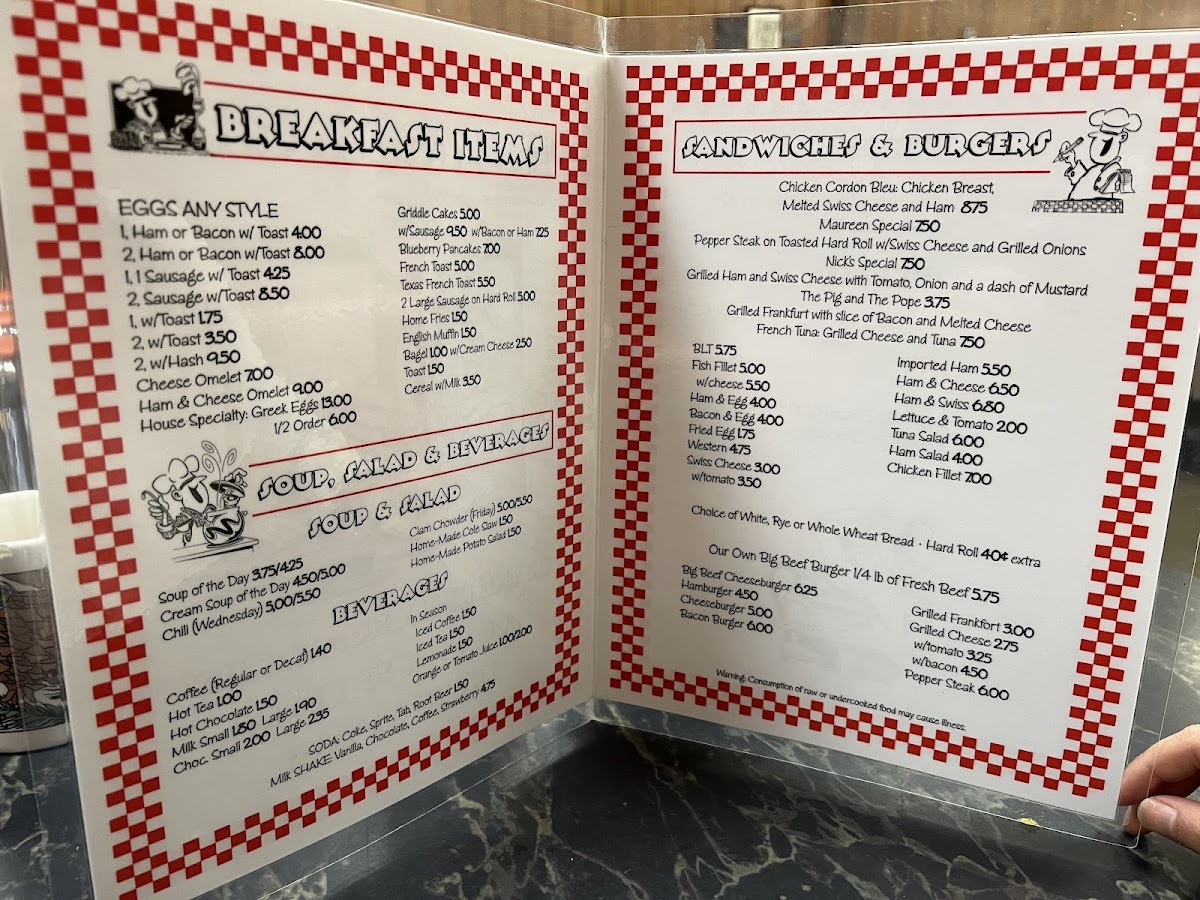 BREAKFAST ITEMS
EGGS ANY STYLE
1, Ham or Bacon w/ Toast 4.00
2, Ham or Bacon w/Toast 8.00
1, 1 Sausage w/ Toast 4.25
2, Sausage w/Toast 8.50
1, w/Toast 1.75
2, w/Toast 3.50
2, w/Hash 9.50
Cheese Omelet 7.00
Ham & Cheese Omelet 9.00
House Specialty: Greek Eggs 13.00
1/2 Order 6.00
Griddle Cakes 5.00
w/Sausage 9.50 w/Bacon or Ham 7.25
Blueberry Pancakes 7.00
French Toast 5.00
Texas French Toast 5.50
2 Large Sausage on Hard Roll 5.00
Home Fries 1.50
English Muffin 1.50
Bagel 1.00 w/Cream Cheese 2.50
Toast 1.50
Cereal w/Milk 3.50
SOUP, SALAD & BEVERAGES
SOUP & SALAD
Soup of the Day 3.75/4.25
Cream Soup of the Day 4.50/5.00
Chili (Wednesday) 5.00/5.50
Clam Chowder (Friday) 5.00/5.50
Home-Made Cole Slaw 1.50
Home-Made Potato Salad 1.50
BEVERAGES
Coffee (Regular or Decaf) 1.40
Hot Tea 1.00
Hot Chocolate 1.50
Milk Small 1.80 Large 1.90
Choc. Small 2.00 Large 2.35
In Season
Iced Coffee 1.50
Iced Tea 1.50
Lemonade 1.50
Orange or Tomato Juice 1.00/2.00
SODA: Coke, Sprite, Tab, Root Beer 1.50
Milk SHAKE: Vanilla, Chocolate, Coffee, Strawberry 4.75
SANDWICHES & BURGERS
Chicken Cordon Bleu: Chicken Breast,
Melted Swiss Cheese and Ham 8.75
Maureen Special 7.50
Pepper Steak on Toasted Hard Roll w/Swiss Cheese and Grilled Onions
Nick's Special 7.50
Grilled Ham and Swiss Cheese with Tomato, Onion and a dash of Mustard
The Pig and The Pope 3.75
Grilled Frankfurt with slice of Bacon and Melted Cheese
French Tuna: Grilled Cheese and Tuna 7.50
BLT 5.75
Fish Fillet 5.00
w/cheese 5.50
Ham & Egg 4.00
Bacon & Egg 4.00
Fried Egg 1.75
Western 4.75
Swiss Cheese 3.00
w/tomato 3.50
Imported Ham 5.50
Ham & Cheese 6.50
Ham & Swiss 6.80
Lettuce & Tomato 2.00
Tuna Salad 6.00
Ham Salad 4.00
Chicken Fillet 7.00
Choice of White, Rye or Whole Wheat Bread · Hard Roll 40¢ extra
Our Own Big Beef Burger 1/4 lb of Fresh Beef 5.75
Big Beef Cheeseburger 6.25
Hamburger 4.50
Cheeseburger 5.00
Bacon Burger 6.00
Grilled Frankfort 3.00
Grilled Cheese 2.75
w/tomato 3.25
w/bacon 4.50
Pepper Steak 6.00
Warning: Consumption of raw or undercooked food may cause illness.